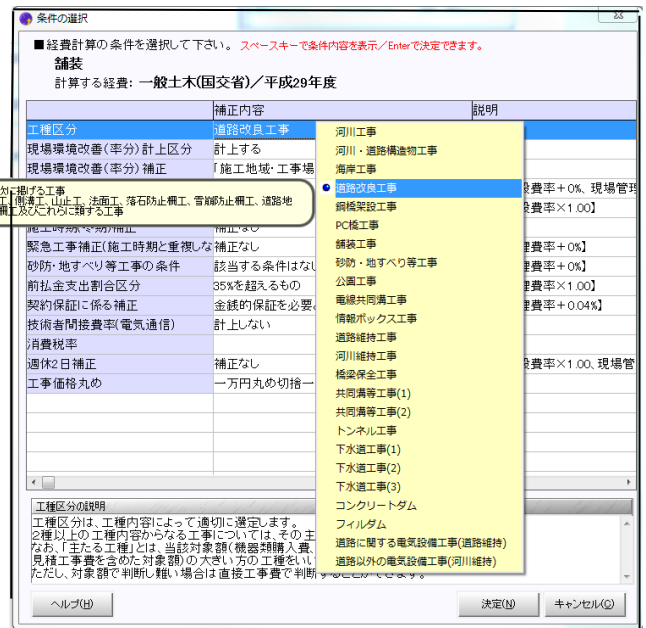 条件の選択
■経費計算の条件を選択して下さい。 スペースキーで条件内容を表示／Enterで決定できます。
舗装
計算する経費: 一般土木(国交省)／平成29年度
補正内容 説明
工種区分 道路改良工事
現場環境改善(率分)計上区分 計上する
現場環境改善(率分)補正 「施工地域・工事場
次に掲げる工事
工、側溝工、山止工、法面工、落石防止柵工、雪崩防止柵工、道路地
柵工及びこれらに類する工事
費率＋0%、現場管理
費率×1.00】
施工時期(冬期)補正 補正なし
緊急工事補正(施工時期と重複しな 補正なし 費率＋0%】
砂防・地すべり等工事の条件 該当する条件はない 費率＋0%】
前払金支出割合区分 35%を超えるもの 費率×1.00】
契約保証に係る補正 金銭的保証を必要 費率＋0.04%】
技術者間接費率(電気通信) 計上しない
消費税率
週休2日補正 補正なし 費率×1.00、現場管
工事価格丸め 一万円丸め切捨一
河川工事
河川・道路構造物工事
海岸工事
道路改良工事
鋼橋架設工事
PC橋工事
舗装工事
砂防・地すべり等工事
公園工事
電線共同溝工事
情報ボックス工事
道路維持工事
河川維持工事
橋梁保全工事
共同溝等工事(1)
共同溝等工事(2)
トンネル工事
下水道工事(1)
下水道工事(2)
下水道工事(3)
コンクリートダム
フィルダム
道路に関する電気設備工事(道路維持)
道路以外の電気設備工事(河川維持)
工種区分の説明
工種区分は、工種内容によって適切に選定します。
2種以上の工種内容からなる工事については、その主
なお、「主たる工種」とは、当該対象額(機器類購入費、
見積工事費を含めた対象額)の大きい方の工種をいい
ただし、対象額で判断し難い場合は直接工事費で判断することができます。
ヘルプ(H) 決定(N) キャンセル(C)